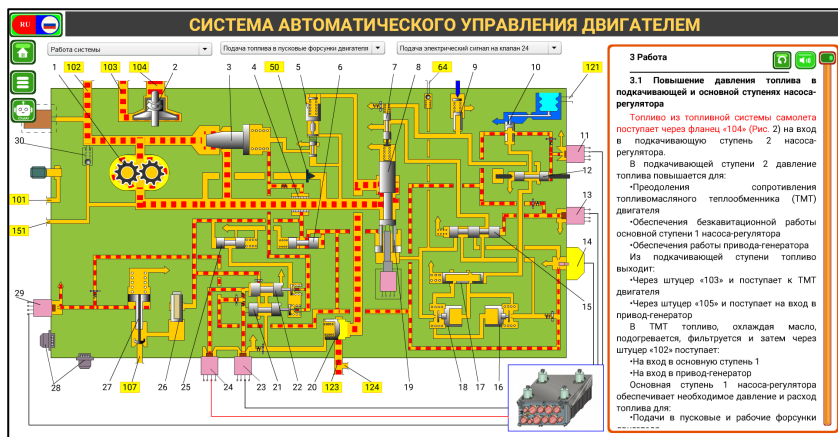 RU
СИСТЕМА АВТОМАТИЧЕСКОГО УПРАВЛЕНИЯ ДВИГАТЕЛЕМ
Работа системы
Подача топлива в пусковые форсунки двигателя
Подача электрический сигнал на клапан 24
1 102 103 104 2 3 4 50 5 6 7 8 64 9 10 121
30
101
151
29
28
11
12
13
14
15
27 107 26 25 24 23 21 22 20 123 124 19 18 17 16
3 Работа
3.1 Повышение давления топлива в
подкачивающей и основной ступенях насоса-
регулятора
Топливо из топливной системы самолета
поступает через фланец «104» (Рис. 2) на вход
в подкачивающую ступень 2 насоса-
регулятора.
В подкачивающей ступени 2 давление
топлива повышается для:
•Преодоления сопротивления
топливомасляного теплообменника (ТМТ)
двигателя
•Обеспечения безкавитационной работы
основной ступени 1 насоса-регулятора
•Обеспечения работы привода-генератора
Из подкачивающей ступени топливо
выходит:
•Через штуцер «103» и поступает к ТМТ
двигателя
•Через штуцер «105» и поступает на вход в
привод-генератор
В ТМТ топливо, охлаждая масло,
подогревается, фильтруется и затем через
штуцер «102» поступает:
•На вход в основную ступень 1
•На вход в привод-генератор
Основная ступень 1 насоса-регулятора
обеспечивает необходимое давление и расход
топлива для:
•Подачи в пусковые и рабочие форсунки